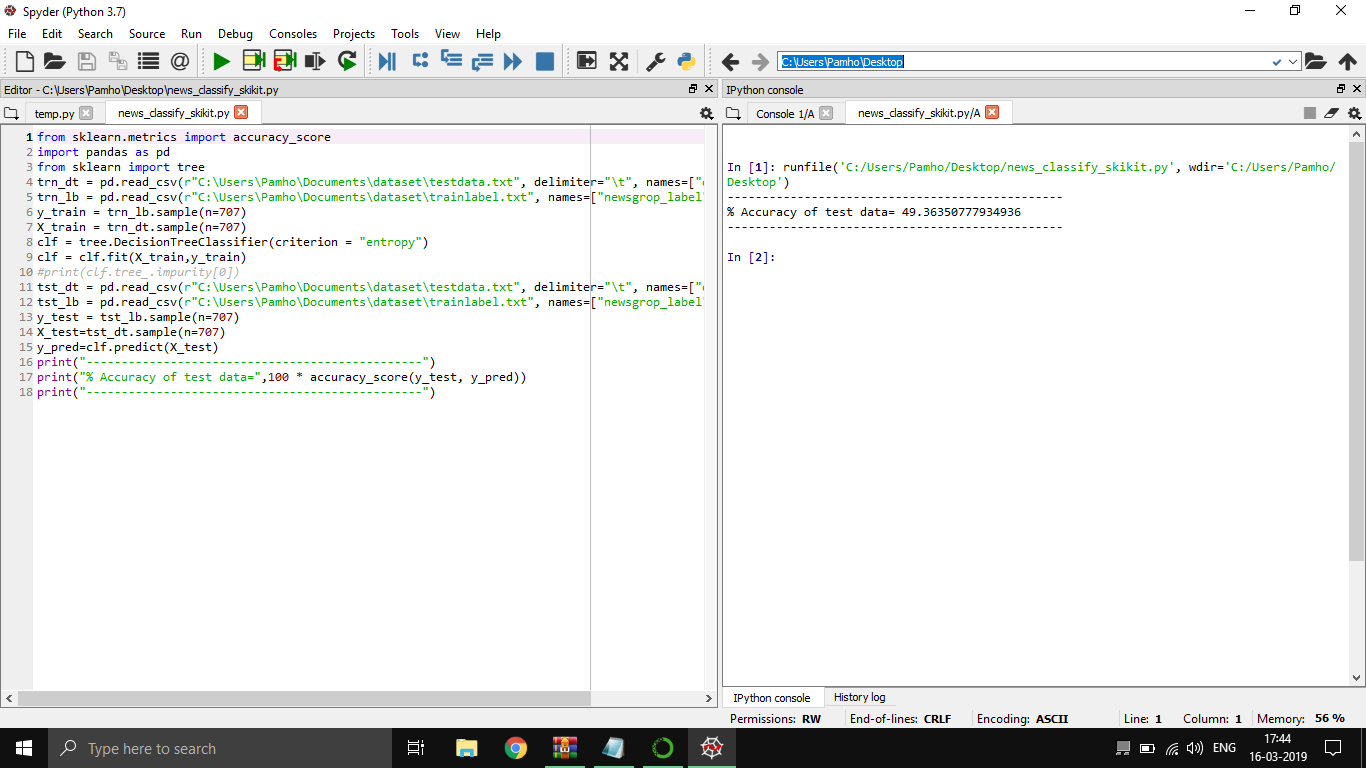 Spyder (Python 3.7)
File Edit Search Source Run Debug Consoles Projects Tools View Help
C:\Users\Pamho\Desktop
Editor - C:\Users\Pamho\Desktop\news_classify_skikit.py
temp.py news_classify_skikit.py
1 from sklearn.metrics import accuracy_score
2 import pandas as pd
3 from sklearn import tree
4 trn_dt = pd.read_csv(r"C:\Users\Pamho\Documents\dataset\testdata.txt", delimiter="\t", names=["
5 trn_lb = pd.read_csv(r"C:\Users\Pamho\Documents\dataset\trainlabel.txt", names=["newsgrop_label"
6 y_train = trn_lb.sample(n=707)
7 X_train = trn_dt.sample(n=707)
8 clf = tree.DecisionTreeClassifier(criterion = "entropy")
9 clf = clf.fit(X_train,y_train)
10 #print(clf.tree_.impurity[0])
11 tst_dt = pd.read_csv(r"C:\Users\Pamho\Documents\dataset\testdata.txt", delimiter="\t", names=["
12 tst_lb = pd.read_csv(r"C:\Users\Pamho\Documents\dataset\trainlabel.txt", names=["newsgrop_label"
13 y_test = tst_lb.sample(n=707)
14 X_test=tst_dt.sample(n=707)
15 y_pred=clf.predict(X_test)
16 print("------------------------------------------------")
17 print("% Accuracy of test data=",100 * accuracy_score(y_test, y_pred))
18 print("------------------------------------------------")
IPython console
Console 1/A news_classify_skikit.py/A
In [1]: runfile('C:/Users/Pamho/Desktop/news_classify_skikit.py', wdir='C:/Users/Pamho/
Desktop')
------------------------------------------------
% Accuracy of test data= 49.36350777934936
------------------------------------------------
In [2]:
IPython console History log
Permissions: RW End-of-lines: CRLF Encoding: ASCII Line: 1 Column: 1 Memory: 56 %
Type here to search
ENG
17:44
16-03-2019